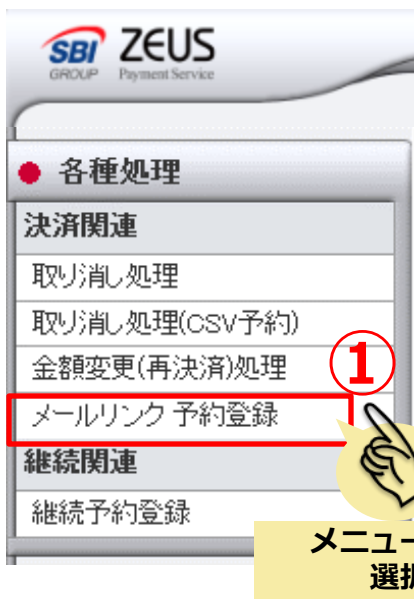 SBI
GROUP
ZEUS
Payment Service
各種処理
決済関連
取り消し処理
取り消し処理(CSV予約)
金額変更(再決済)処理
①
メールリンク 予約登録
継続関連
継続予約登録
メニュー
選択